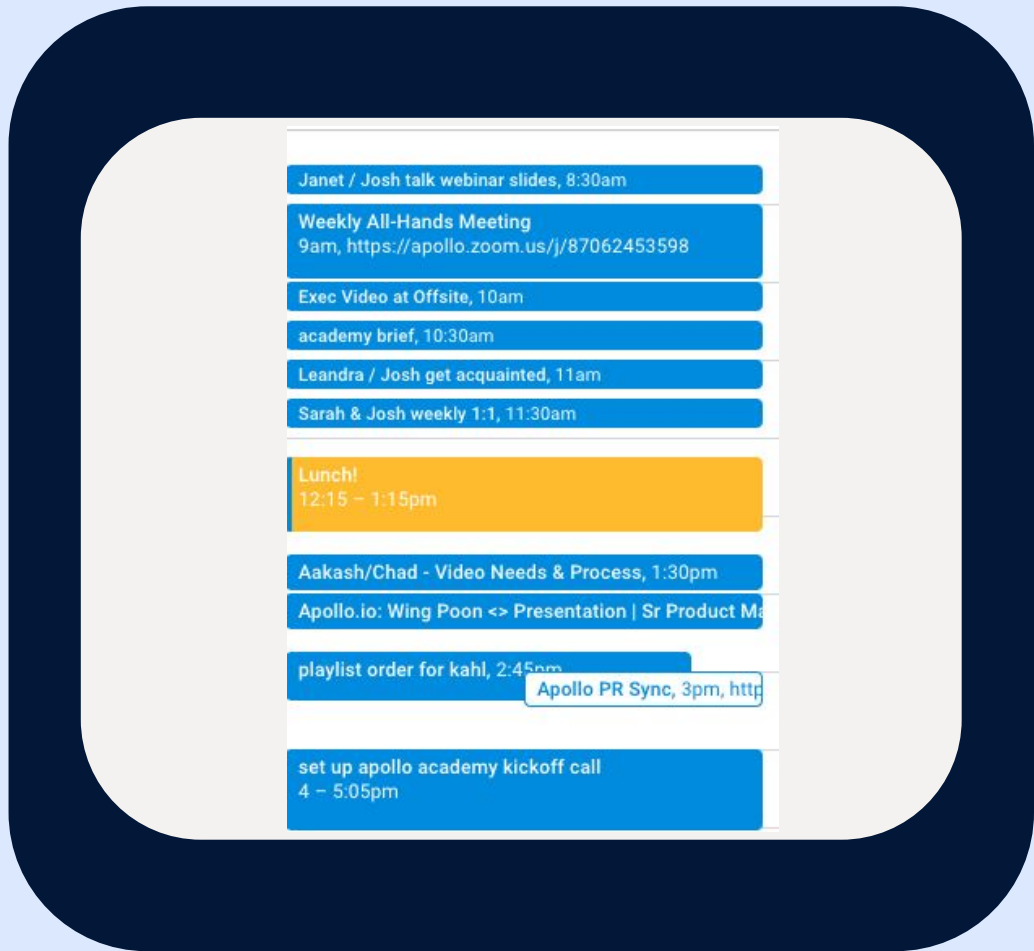 Janet / Josh talk webinar slides, 8:30am
Weekly All-Hands Meeting
9am, https://apollo.zoom.us/j/87062453598
Exec Video at Offsite, 10am
academy brief, 10:30am
Leandra / Josh get acquainted, 11am
Sarah & Josh weekly 1:1, 11:30am
Lunch!
12:15 – 1:15pm
Aakash/Chad - Video Needs & Process, 1:30pm
Apollo.io: Wing Poon <> Presentation | Sr Product Ma
playlist order for kahl, 2:45pm
Apollo PR Sync, 3pm, http
set up apollo academy kickoff call
4 – 5:05pm